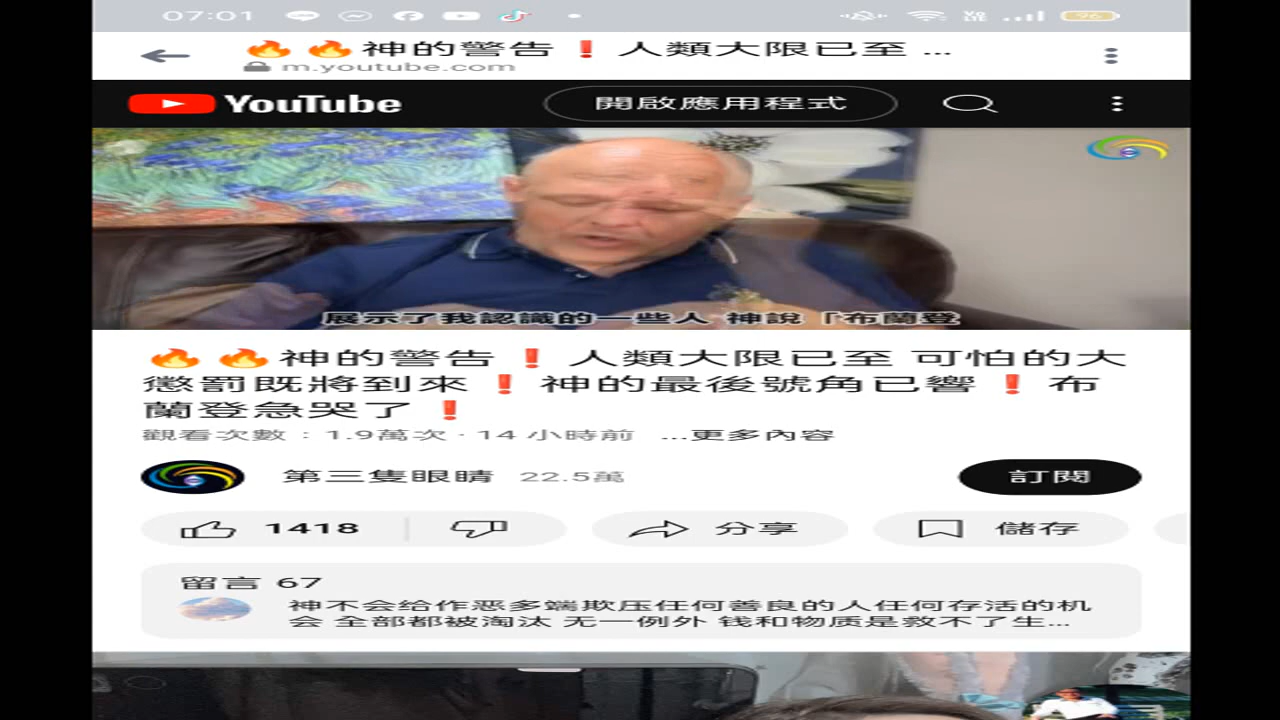 07:01
96
🔥🔥神的警告❗人類大限已至 ...
m.youtube.com
YouTube
開啟應用程式
展示了我認識的一些人 神說「布蘭登
🔥🔥神的警告❗人類大限已至 可怕的大
懲罰既將到來❗神的最後號角已響❗布
蘭登急哭了❗
觀看次數：1.9萬次 · 14 小時前 ...更多內容
第三隻眼睛 22.5萬
訂閱
1418
分享
儲存
留言 67
神不会给作恶多端欺压任何善良的人任何存活的机
会 全部都被淘汰 无一例外 钱和物质是救不了生...